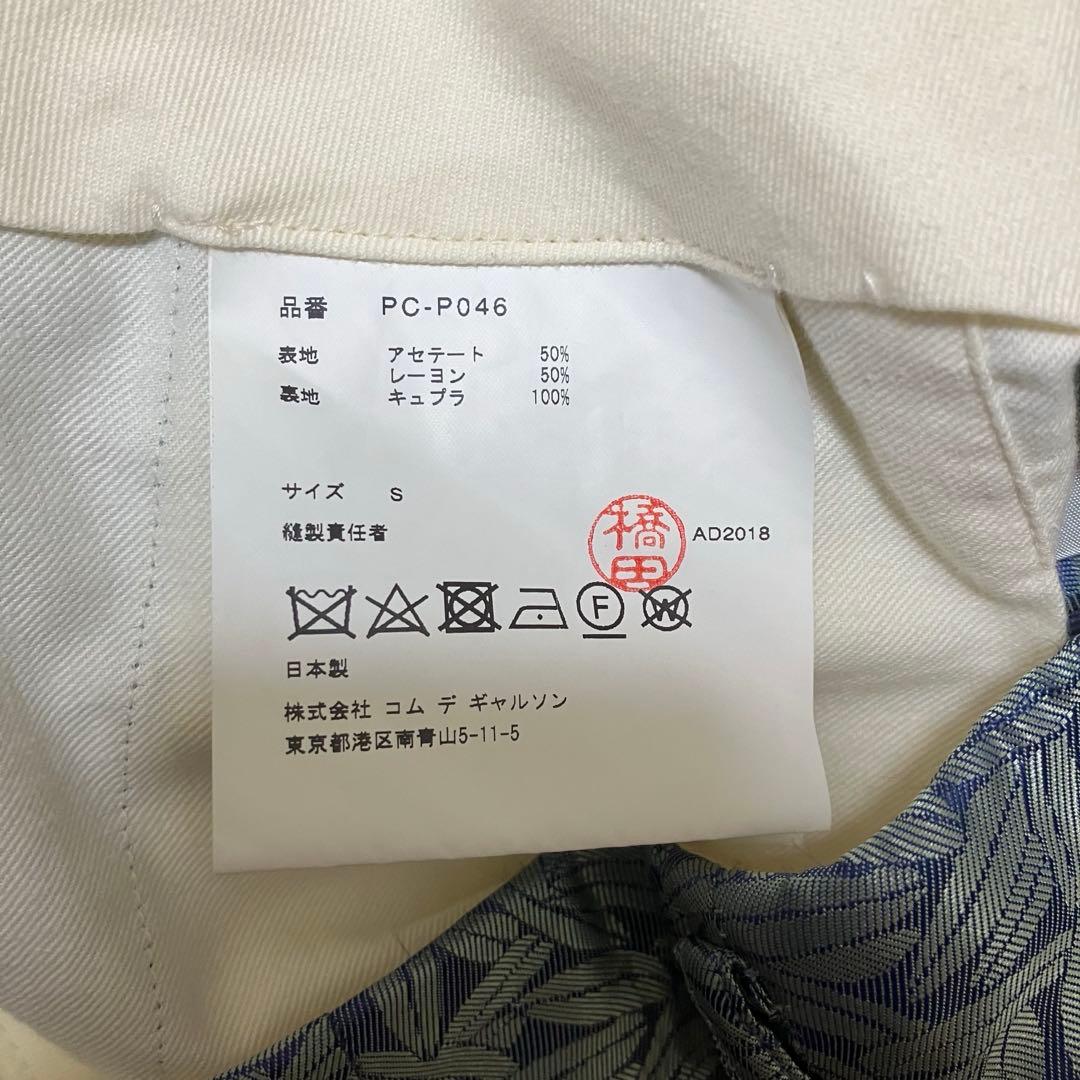 品番 PC-P046
表地 アセテート 50%
レーヨン 50%
裏地 キュプラ 100%
サイズ S
縫製責任者 橋田 AD2018
F W
日本製
株式会社 コム デ ギャルソン
東京都港区南青山5-11-5